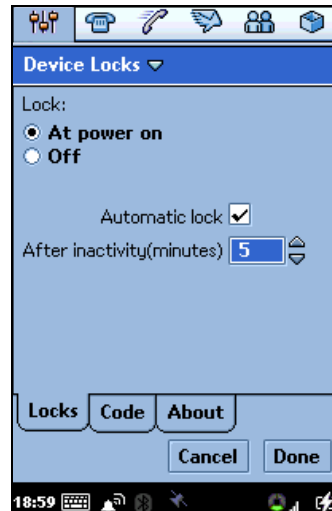 Device Locks
Lock:
At power on
Off
Automatic lock
After inactivity(minutes) 5
Locks Code About
Cancel Done
18:59